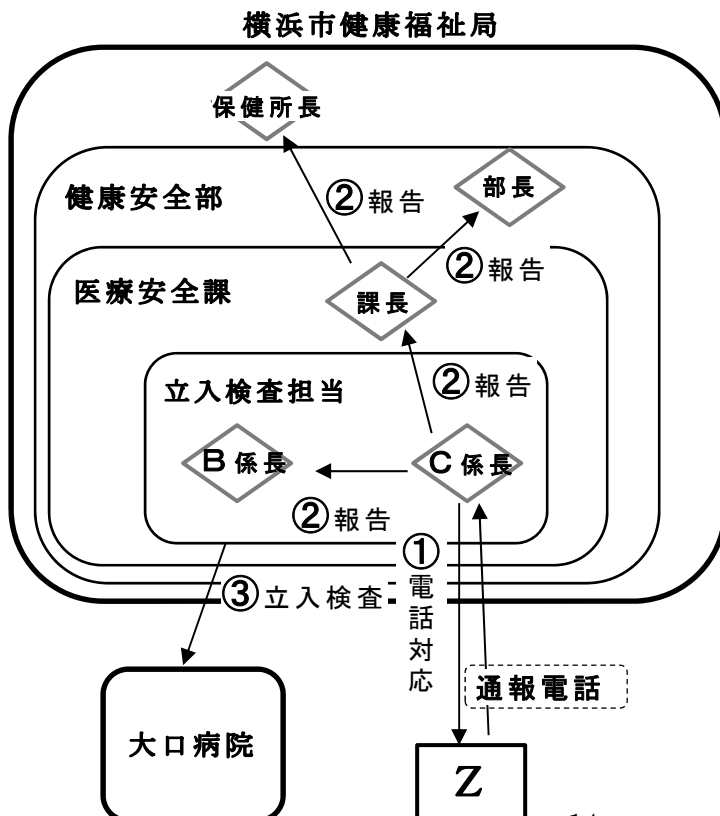 横浜市健康福祉局
保健所長
健康安全部
②報告
部長
②報告
医療安全課
課長
②報告
立入検査担当
B係長
C係長
②報告
①電話対応
③立入検査
通報電話
大口病院
Z